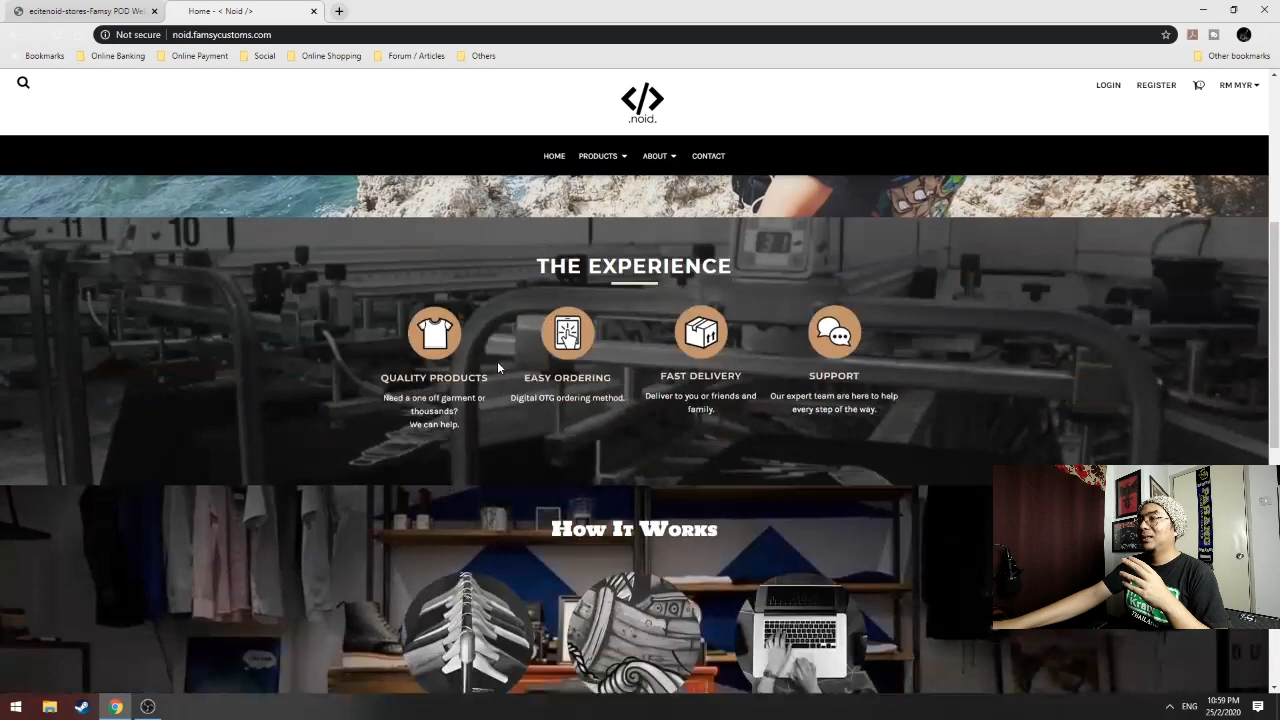 ecitenoid-stores - Famsy POD Wel
Home - < Noid />
Not secure
noid.famsycustoms.com
Bookmarks
Online Banking
Online Payment
Social
Online Shopping
Forum / Articles
Others
Other bookmarks
LOGIN
REGISTER
RM MYR
</>
.noid.
HOME
PRODUCTS
ABOUT
CONTACT
10
THE EXPERIENCE
QUALITY PRODUCTS
Need a one off garment or
thousands?
We can help.
EASY ORDERING
Digital OTG ordering method.
FAST DELIVERY
Deliver to you or friends and
family.
SUPPORT
Our expert team are here to help
every step of the way.
How It Works
THAILAND
ENG
10:59 PM
25/2/2020